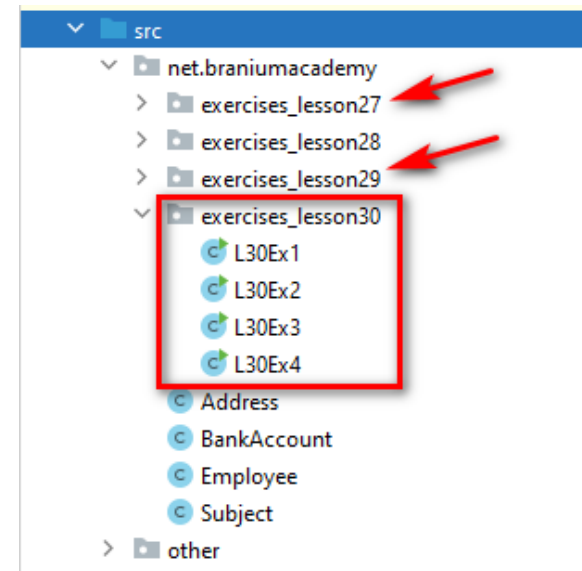 src
net.braniumacademy
exercises_lesson27
exercises_lesson28
exercises_lesson29
exercises_lesson30
L30Ex1
L30Ex2
L30Ex3
L30Ex4
Address
BankAccount
Employee
Subject
other